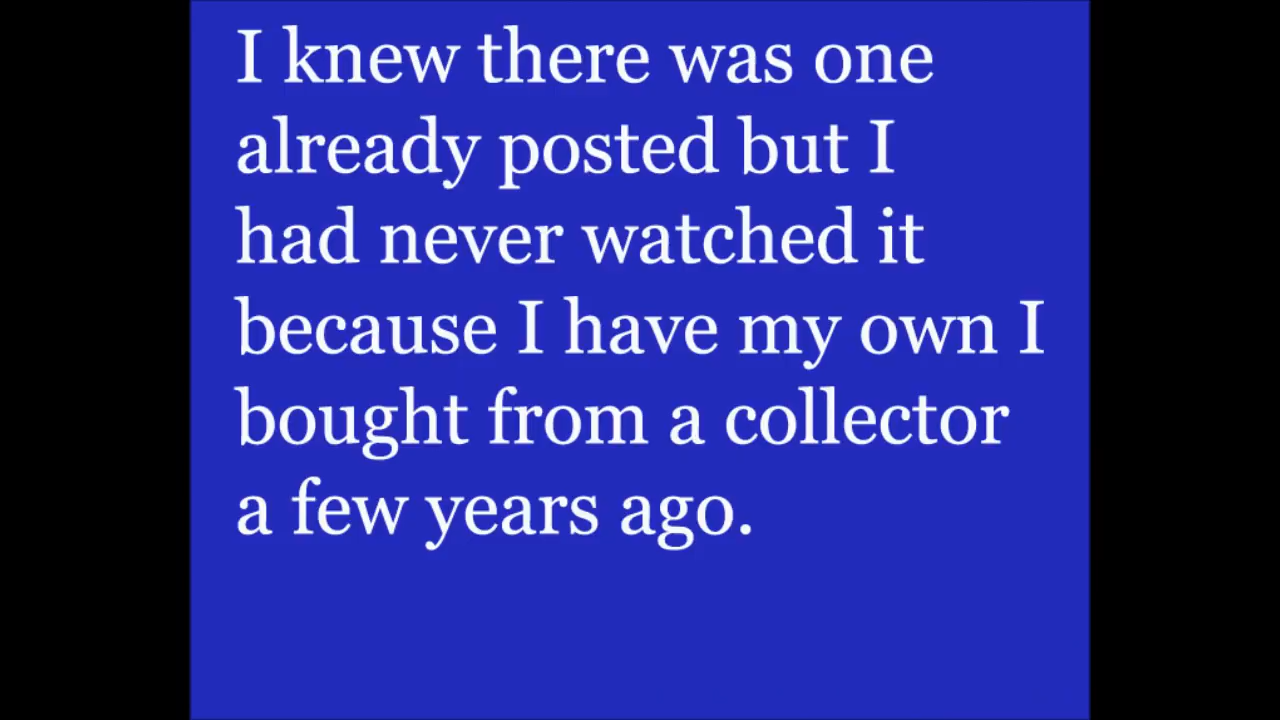 I knew there was one
already posted but I
had never watched it
because I have my own I
bought from a collector
a few years ago.